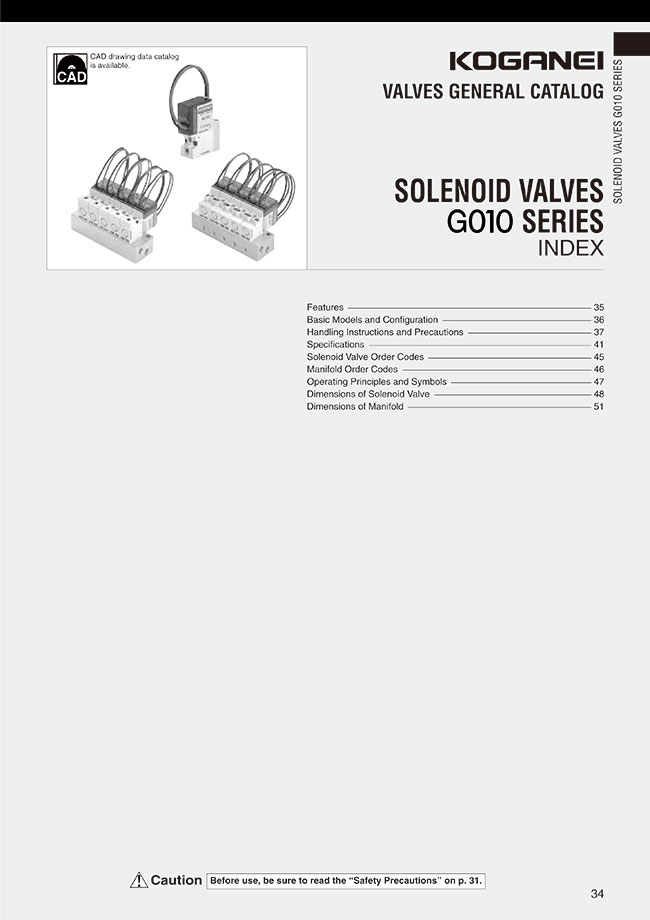 CAD
CAD drawing data catalog
is available.
KOGANEI
VALVES GENERAL CATALOG
SOLENOID VALVES G010 SERIES
SOLENOID VALVES
G010 SERIES
INDEX
Features 35
Basic Models and Configuration 36
Handling Instructions and Precautions 37
Specifications 41
Solenoid Valve Order Codes 45
Manifold Order Codes 46
Operating Principles and Symbols 47
Dimensions of Solenoid Valve 48
Dimensions of Manifold 51
Caution Before use, be sure to read the “Safety Precautions” on p. 31.
34